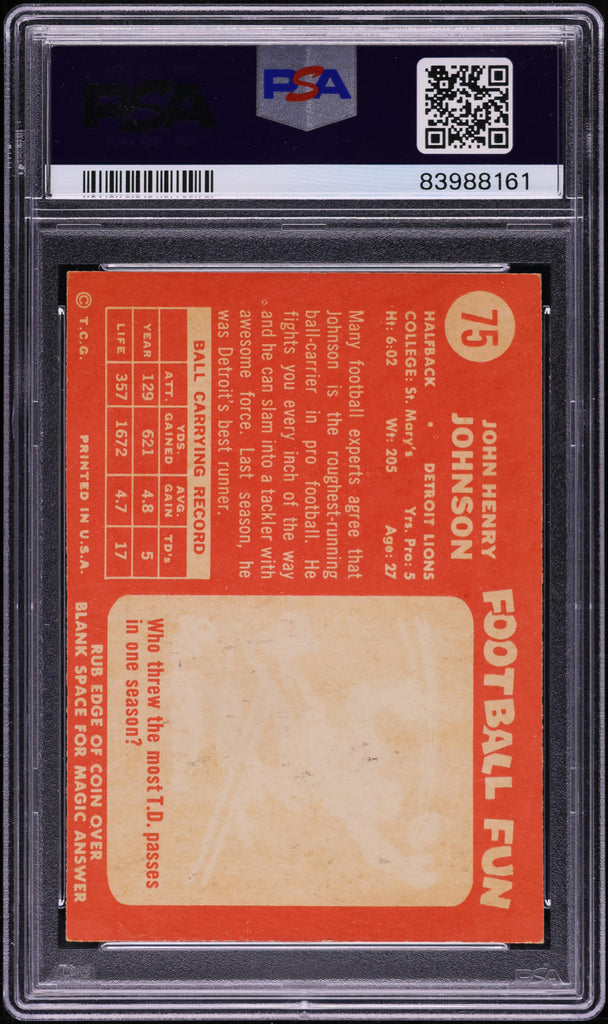 PSA
PSA
83988161
75
JOHN HENRY
JOHNSON
HALFBACK • DETROIT LIONS
COLLEGE: St. Mary's Yrs. Pro: 5
Ht: 6:02 Wt: 205 Age: 27
Many football experts agree that
Johnson is the roughest-running
ball-carrier in pro football. He
fights you every inch of the way
and he can slam into a tackler with
awesome force. Last season, he
was Detroit's best runner.
BALL CARRYING RECORD
ATT. YDS. GAINED AVG. GAIN TD's
YEAR 129 621 4.8 5
LIFE 357 1672 4.7 17
© T.C.G. PRINTED IN U.S.A.
FOOTBALL FUN
Who threw the most T.D. passes
in one season?
RUB EDGE OF COIN OVER
BLANK SPACE FOR MAGIC ANSWER
PSA